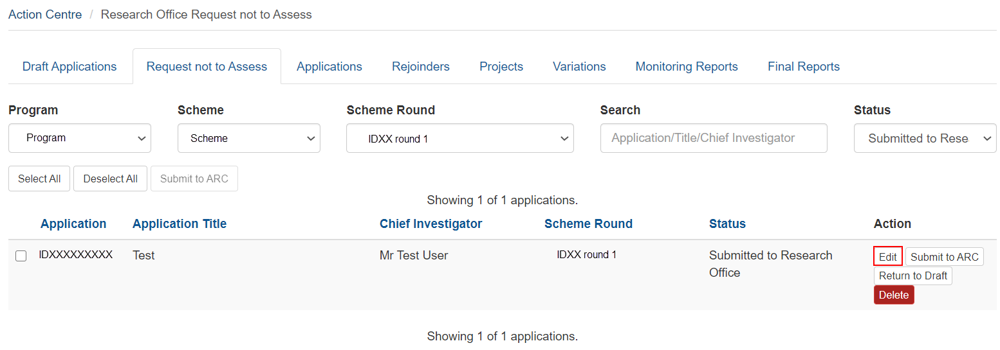 Action Centre / Research Office Request not to Assess
Draft Applications Request not to Assess Applications Rejoinders Projects Variations Monitoring Reports Final Reports
Program Scheme Scheme Round Search Status
Program Scheme IDXX round 1 Application/Title/Chief Investigator Submitted to Rese
Select All Deselect All Submit to ARC
Showing 1 of 1 applications.
Application Application Title Chief Investigator Scheme Round Status Action
IDXXXXXXXXX Test Mr Test User IDXX round 1 Submitted to Research Edit Submit to ARC
Office Return to Draft
Delete
Showing 1 of 1 applications.